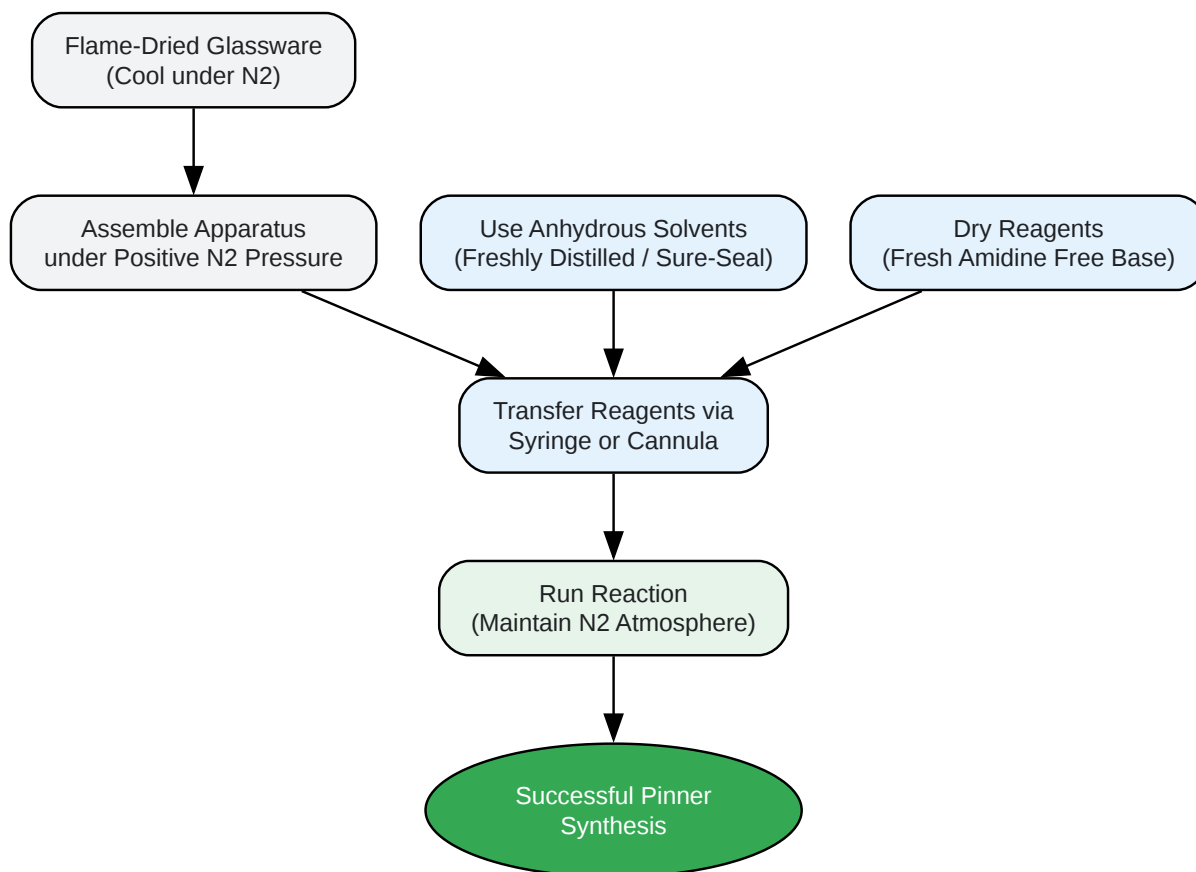 Flame-Dried Glassware
(Cool under N2)
Assemble Apparatus
under Positive N2 Pressure
Use Anhydrous Solvents
(Freshly Distilled / Sure-Seal)
Dry Reagents
(Fresh Amidine Free Base)
Transfer Reagents via
Syringe or Cannula
Run Reaction
(Maintain N2 Atmosphere)
Successful Pinner
Synthesis